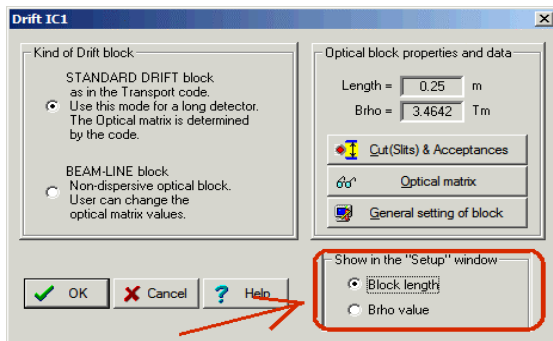 Drift IC1
Kind of Drift block
STANDARD DRIFT block
as in the Transport code.
Use this mode for a long detector.
The Optical matrix is determined
by the code.
BEAM-LINE block
Non-dispersive optical block.
User can change the
optical matrix values.
Optical block properties and data
Length = 0.25 m
Brho = 3.4642 Tm
Cut(Slits) & Acceptances
Optical matrix
General setting of block
OK
Cancel
? Help
Show in the "Setup" window
Block length
Brho value